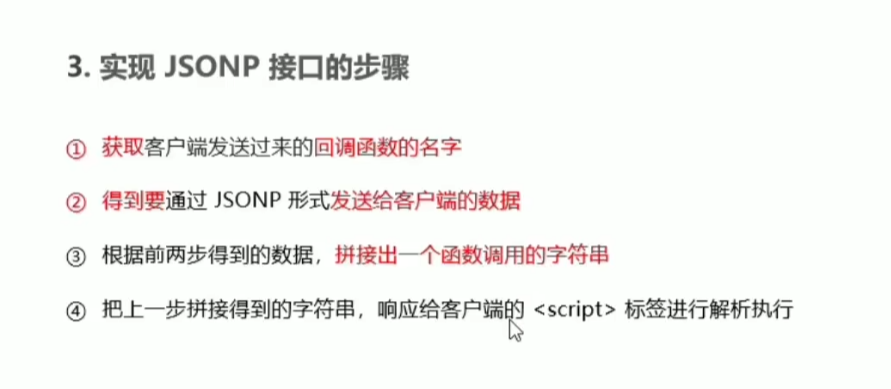 3. 实现 JSONP 接口的步骤
① 获取客户端发送过来的回调函数的名字
② 得到要通过 JSONP 形式发送给客户端的数据
③ 根据前两步得到的数据，拼接出一个函数调用的字符串
④ 把上一步拼接得到的字符串，响应给客户端的 <script> 标签进行解析执行